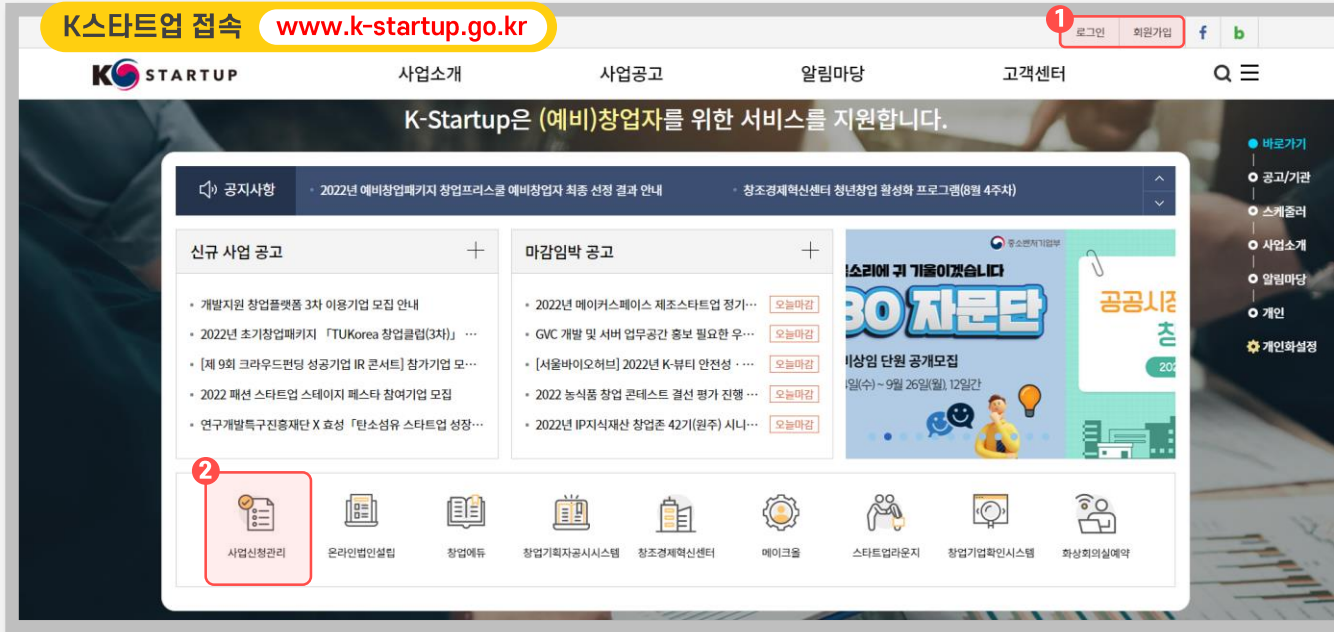 K스타트업 접속 www.k-startup.go.kr
1
로그인 회원가입 f b
K STARTUP 사업소개 사업공고 알림마당 고객센터
K-Startup은 (예비)창업자를 위한 서비스를 지원합니다.
공지사항 · 2022년 예비창업패키지 창업프리스쿨 예비창업자 최종 선정 결과 안내 · 창조경제혁신센터 청년창업 활성화 프로그램(8월 4주차)
신규 사업 공고
· 개발지원 창업플랫폼 3차 이용기업 모집 안내
· 2022년 초기창업패키지 「TUKorea 창업클럽(3차)」 …
· [제 9회 크라우드펀딩 성공기업 IR 콘서트] 참가기업 모…
· 2022 패션 스타트업 스테이지 페스타 참여기업 모집
· 연구개발특구진흥재단 X 효성「탄소섬유 스타트업 성장…
마감임박 공고
· 2022년 메이커스페이스 제조스타트업 정기… 오늘마감
· GVC 개발 및 서버 업무공간 홍보 필요한 우… 오늘마감
· [서울바이오허브] 2022년 K-뷰티 안전성 · … 오늘마감
· 2022 농식품 창업 콘테스트 결선 평가 진행 … 오늘마감
· 2022년 IP지식재산 창업존 42기(원주) 시니… 오늘마감
중소벤처기업부
소리에 귀 기울이겠습니다
30 자문단
비상임 단원 공개모집
일(수) ~ 9월 26일(월), 12일간
공공시장
창
202
바로가기
공고/기관
스케줄러
사업소개
알림마당
개인
개인화설정
2
사업신청관리 온라인법인설립 창업에듀 창업기획자공시시스템 창조경제혁신센터 메이크올 스타트업라운지 창업기업확인시스템 화상회의실예약